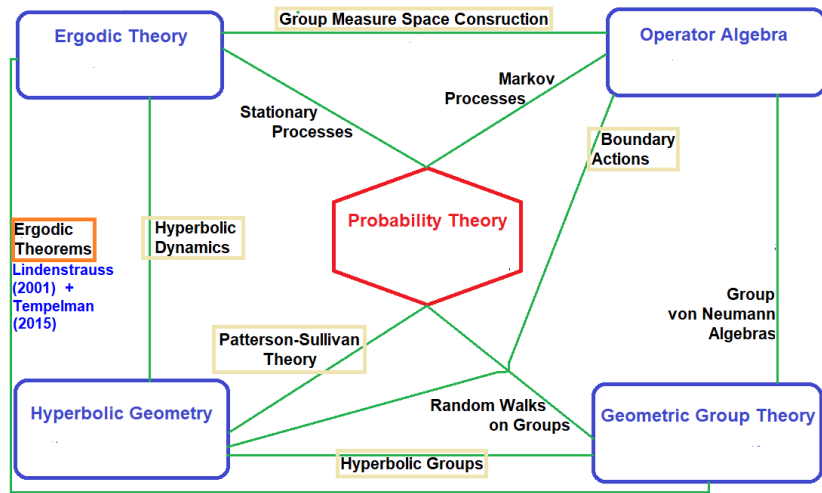 Group Measure Space Consruction
Ergodic Theory
Operator Algebra
Markov
Processes
Stationary
Processes
Boundary
Actions
Probability Theory
Ergodic
Theorems
Lindenstrauss
(2001) +
Tempelman
(2015)
Hyperbolic
Dynamics
Group
von Neumann
Algebras
Patterson-Sullivan
Theory
Hyperbolic Geometry
Random Walks
on Groups
Geometric Group Theory
Hyperbolic Groups